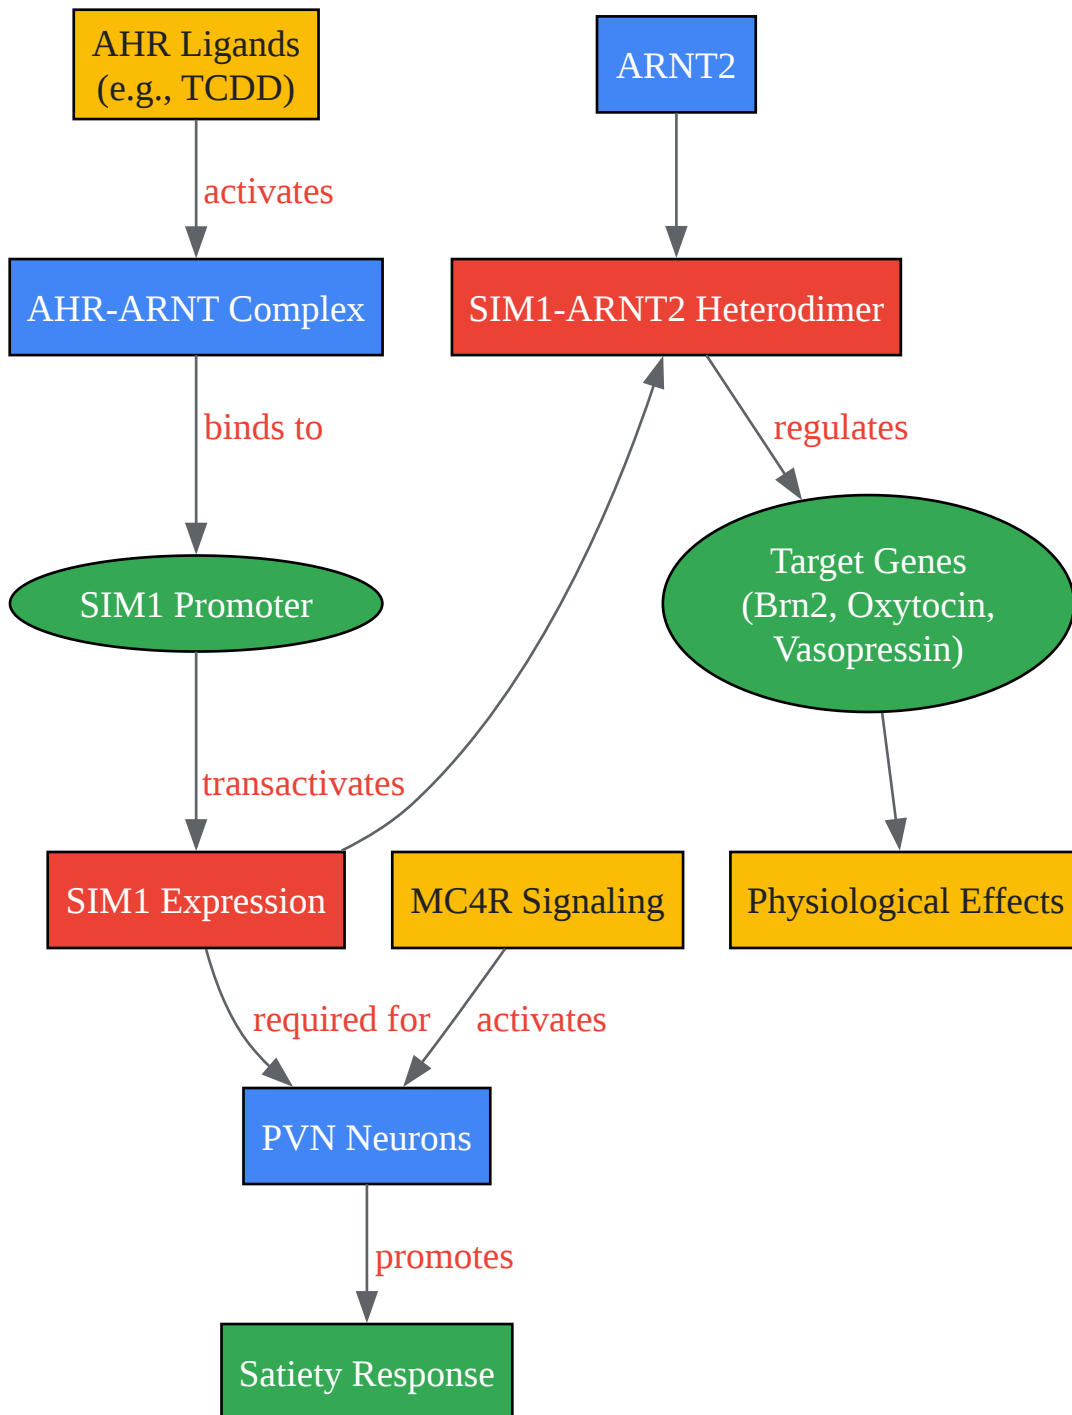 AHR Ligands
(e.g., TCDD)
ARNT2
activates
AHR-ARNT Complex
SIM1-ARNT2 Heterodimer
binds to
regulates
SIM1 Promoter
Target Genes
(Brn2, Oxytocin,
Vasopressin)
transactivates
SIM1 Expression
MC4R Signaling
Physiological Effects
required for
activates
PVN Neurons
promotes
Satiety Response